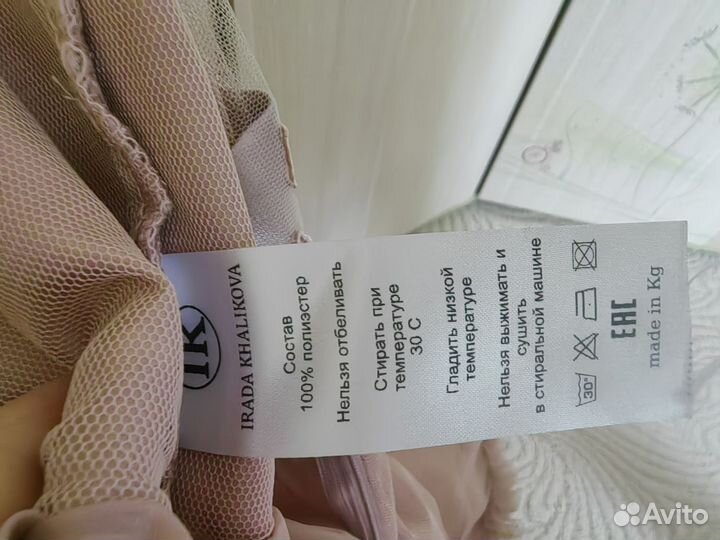 IK
IRADA KHALIKOVA
Состав
100% полиэстер
Нельзя отбеливать
Стирать при
температуре
30 С
Гладить низкой
температуре
Нельзя выжимать и
сушить
в стиральной машине
30°
EAC
made in Kg
Avito